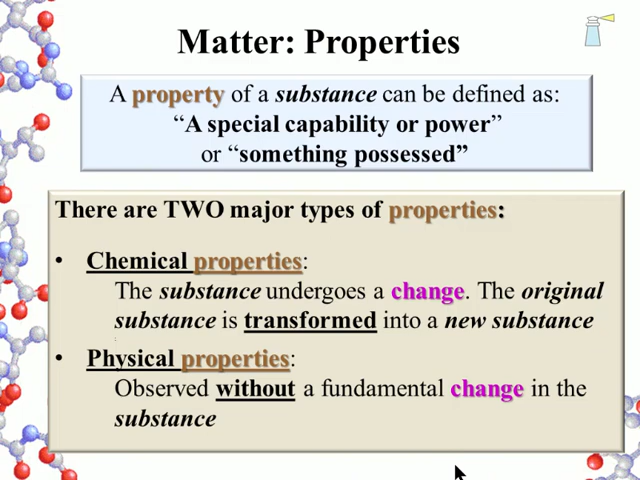 Matter: Properties
A property of a substance can be defined as:
“A special capability or power”
or “something possessed”
There are TWO major types of properties:
• Chemical properties:
The substance undergoes a change. The original
substance is transformed into a new substance
• Physical properties:
Observed without a fundamental change in the
substance